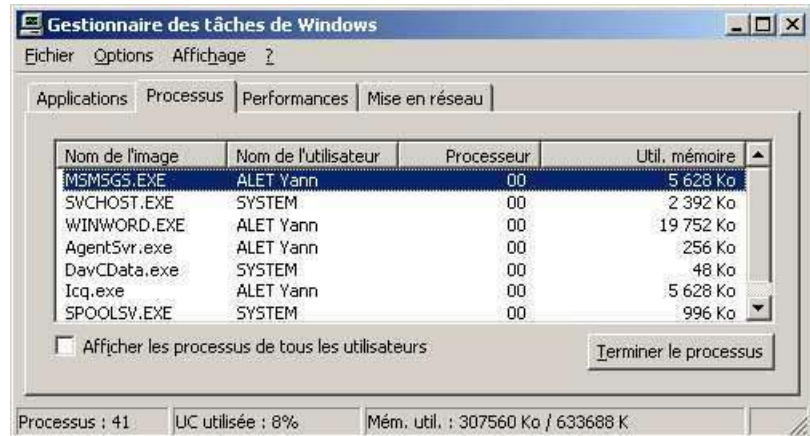 Gestionnaire des tâches de Windows
Fichier Options Affichage ?
Applications Processus Performances Mise en réseau
Nom de l'image Nom de l'utilisateur Processeur Util. mémoire
MSMSGS.EXE ALET Yann 00 5 628 Ko
SVCHOST.EXE SYSTEM 00 2 392 Ko
WINWORD.EXE ALET Yann 00 19 752 Ko
AgentSvr.exe ALET Yann 00 256 Ko
DavCData.exe SYSTEM 00 48 Ko
Icq.exe ALET Yann 00 5 628 Ko
SPOOLSV.EXE SYSTEM 00 996 Ko
Afficher les processus de tous les utilisateurs Terminer le processus
Processus : 41 UC utilisée : 8% Mém. util. : 307560 Ko / 633688 K